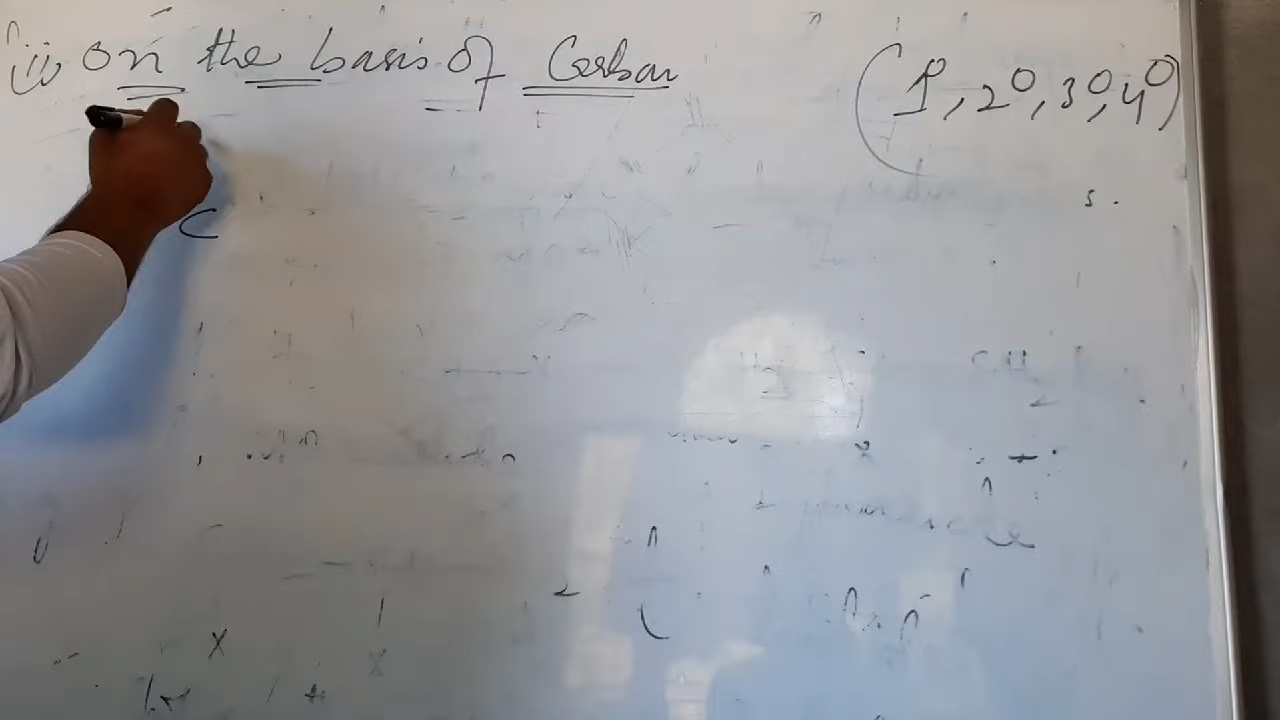 (ii) on the basis of Carbon (1°, 2°, 3°, 4°)
C